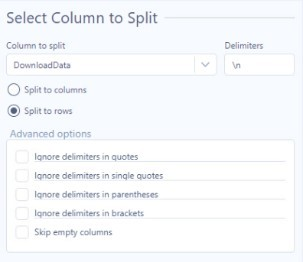 Select Column to Split
Column to split
Delimiters
DownloadData
\n
Split to columns
Split to rows
Advanced options
Ignore delimiters in quotes
Ignore delimiters in single quotes
Ignore delimiters in parentheses
Ignore delimiters in brackets
Skip empty columns